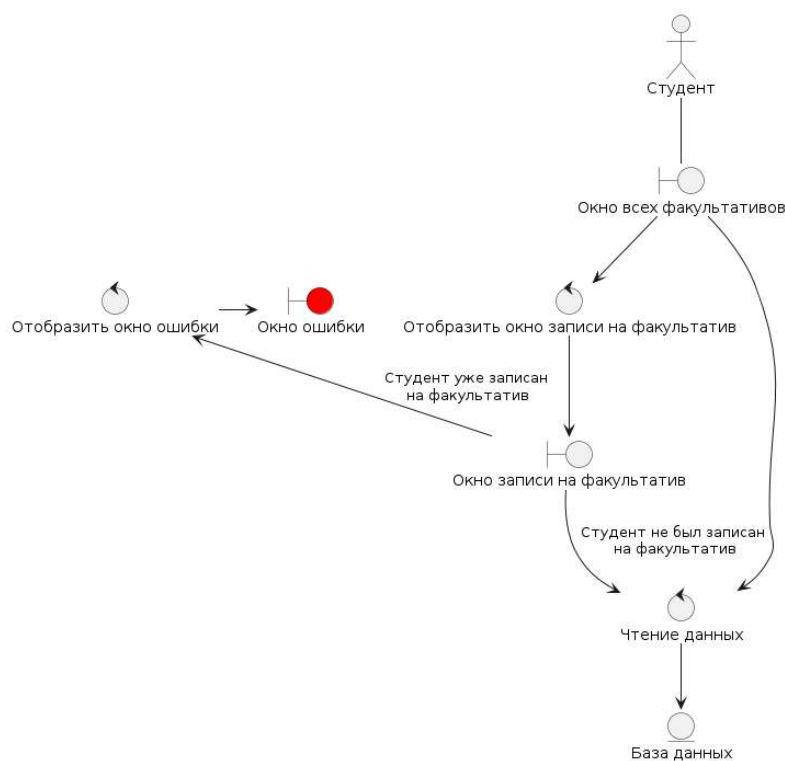 Студент
Окно всех факультативов
Отобразить окно ошибки
Окно ошибки
Отобразить окно записи на факультатив
Студент уже записан
на факультатив
Окно записи на факультатив
Студент не был записан
на факультатив
Чтение данных
База данных